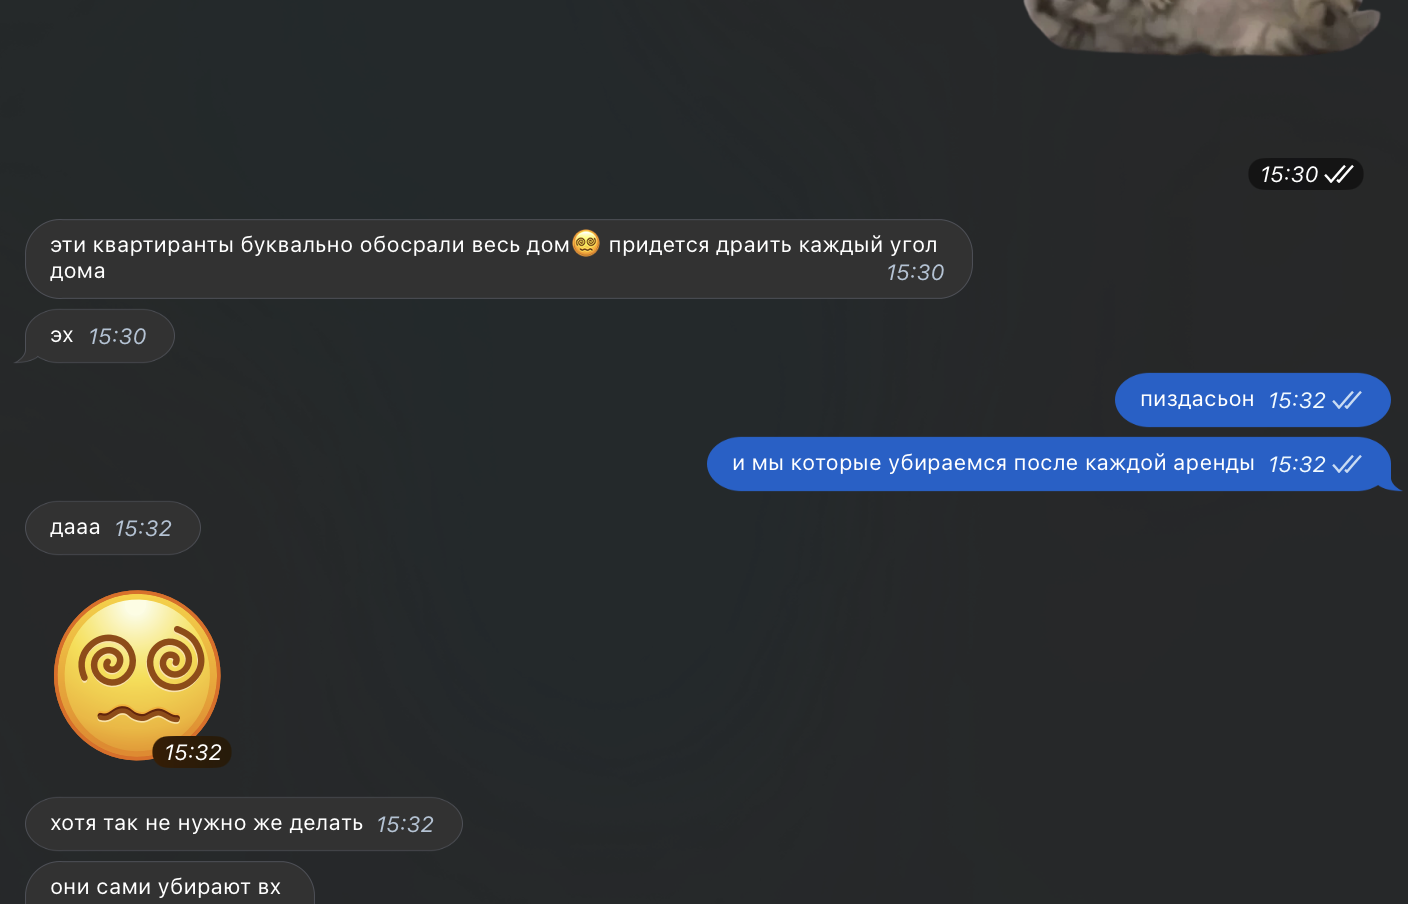 15:30
эти квартиранты буквально обосрали весь дом😵‍💫 придется драить каждый угол
дома 15:30
эх 15:30
пиздасьон 15:32
и мы которые убираемся после каждой аренды 15:32
дааа 15:32
15:32
хотя так не нужно же делать 15:32
они сами убирают вх